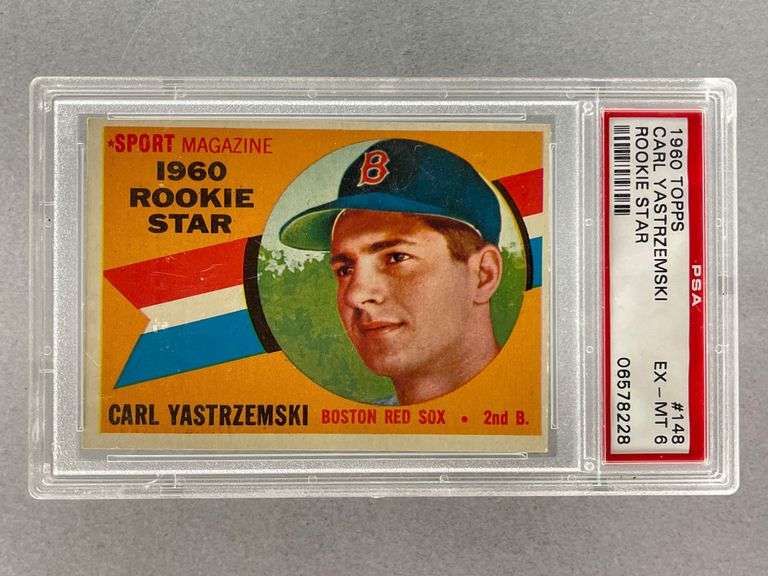 ★SPORT MAGAZINE
1960
ROOKIE
STAR
B
CARL YASTRZEMSKI BOSTON RED SOX • 2nd B.
1960 TOPPS #148
CARL YASTRZEMSKI EX - MT 6
ROOKIE STAR
PSA 06578228